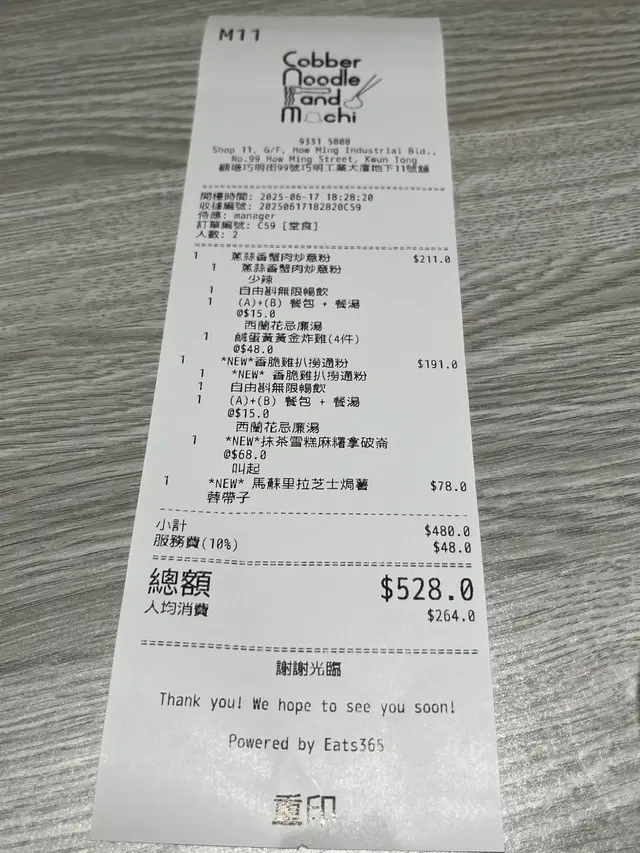 M11
Cobber
Noodle
and
Mochi
9331 5808
Shop 11, G/F, How Ming Industrial Bld.,
No.99 How Ming Street, Kwun Tong
觀塘巧明街99號巧明工業大廈地下11號舖
開檯時間: 2025-06-17 18:28:20
收據編號: 20250617182820C59
侍應: manager
訂單編號: C59 [堂食]
人數: 2
1 蔥蒜香蟹肉炒意粉 $211.0
1 蔥蒜香蟹肉炒意粉
少辣
1 自由斟無限暢飲
1 (A)+(B) 餐包 + 餐湯
@$15.0
西蘭花忌廉湯
1 鹹蛋黃黃金炸雞(4件)
@$48.0
1 *NEW*香脆雞扒撈通粉 $191.0
1 *NEW* 香脆雞扒撈通粉
1 自由斟無限暢飲
1 (A)+(B) 餐包 + 餐湯
@$15.0
西蘭花忌廉湯
1 *NEW*抹茶雪糕麻糬拿破崙
@$68.0
叫起
1 *NEW* 馬蘇里拉芝士焗薯 $78.0
蓉帶子
小計 $480.0
服務費(10%) $48.0
總額 $528.0
人均消費 $264.0
謝謝光臨
Thank you! We hope to see you soon!
Powered by Eats365
重印